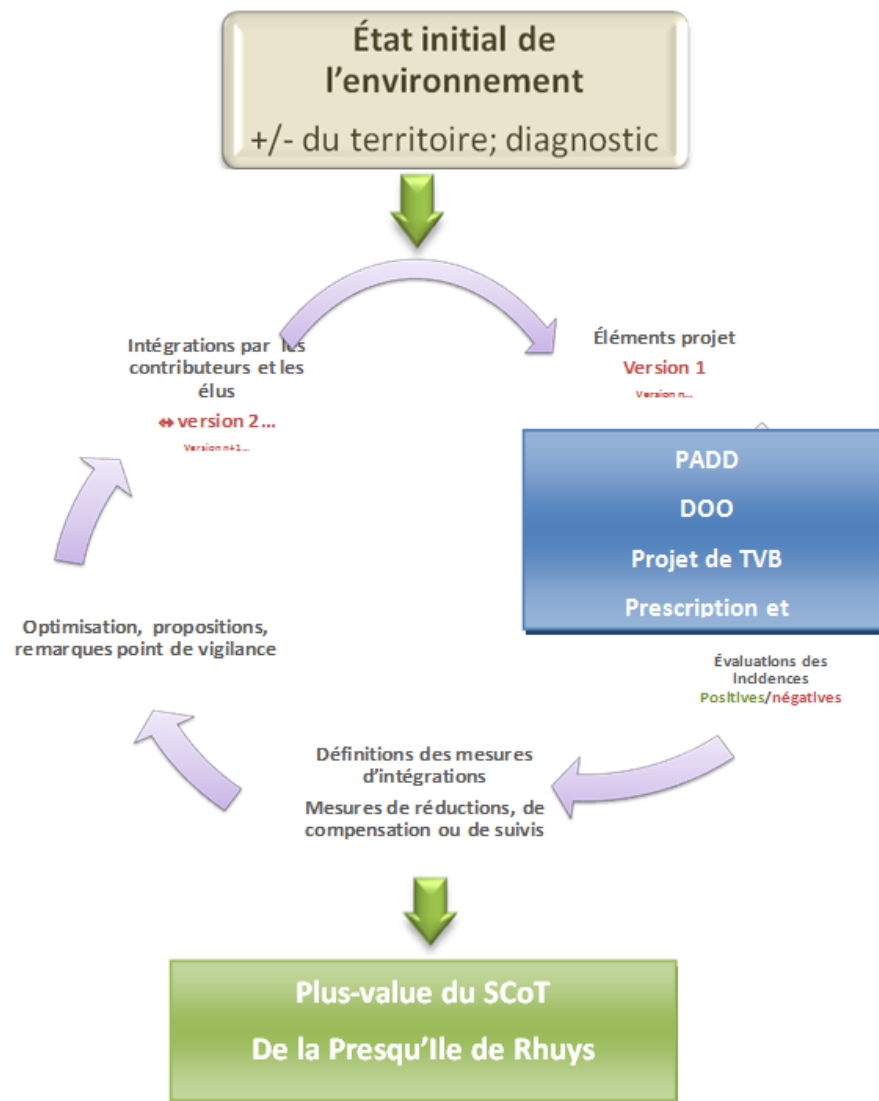 État initial de
l'environnement
+/- du territoire; diagnostic
Éléments projet
Version 1
Version n...
PADD
DOO
Projet de TVB
Prescription et
Évaluations des
Incidences
Positives/négatives
Définitions des mesures
d'intégrations
Mesures de réductions, de
compensation ou de suivis
Optimisation, propositions,
remarques point de vigilance
Intégrations par les
contributeurs et les
élus
⇔ version 2...
Version n+1...
Plus-value du SCoT
De la Presqu'Ile de Rhuys